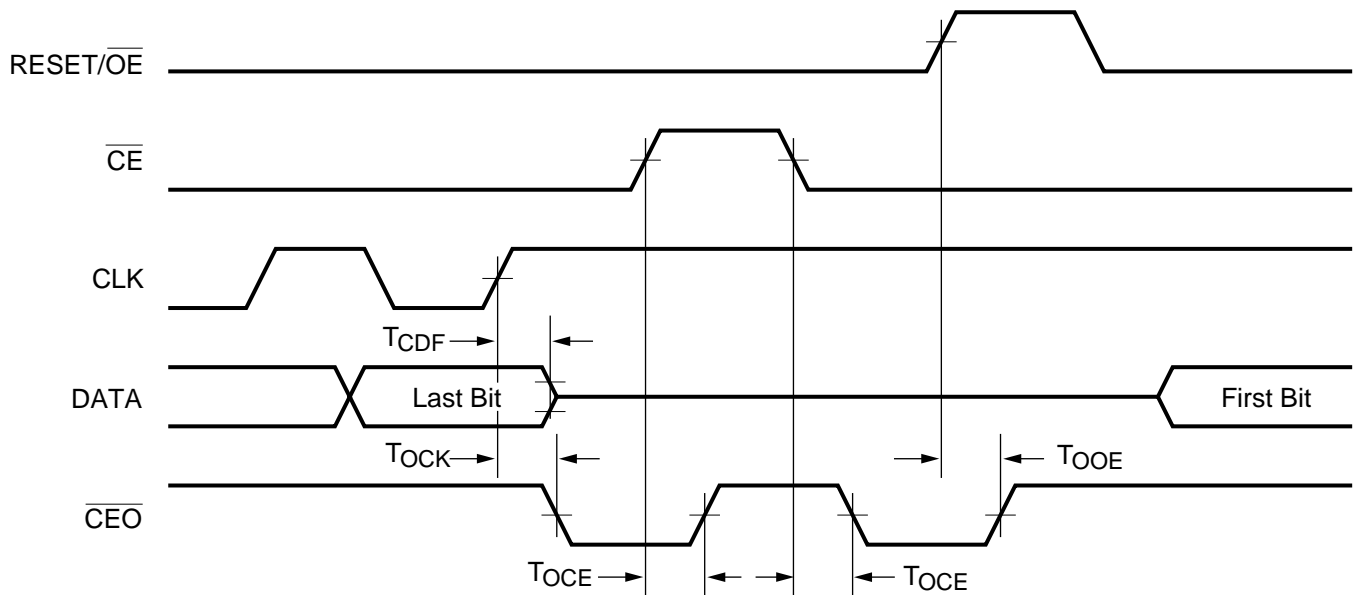 RESET/OE
CE
CLK
TCDF
DATA
Last Bit
First Bit
TOCK
TOOE
CEO
TOCE
TOCE